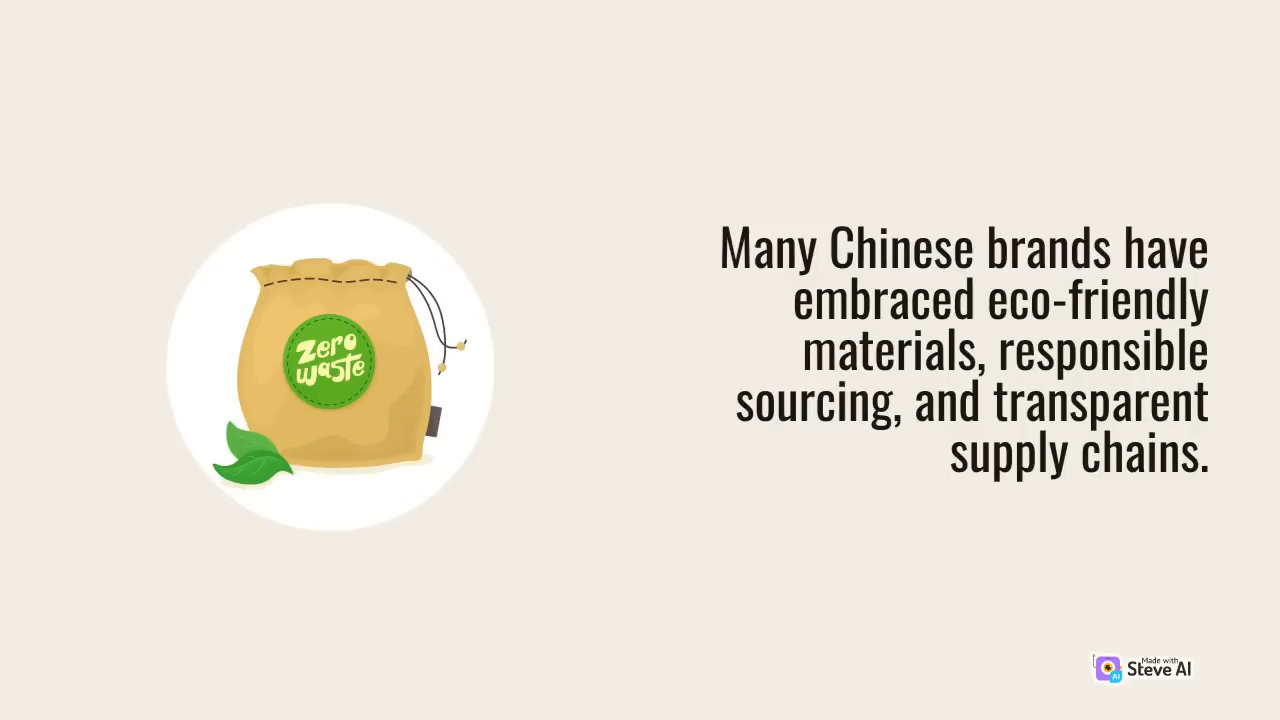 zero
waste
Many Chinese brands have
embraced eco-friendly
materials, responsible
sourcing, and transparent
supply chains.
Made with
Steve AI
AI